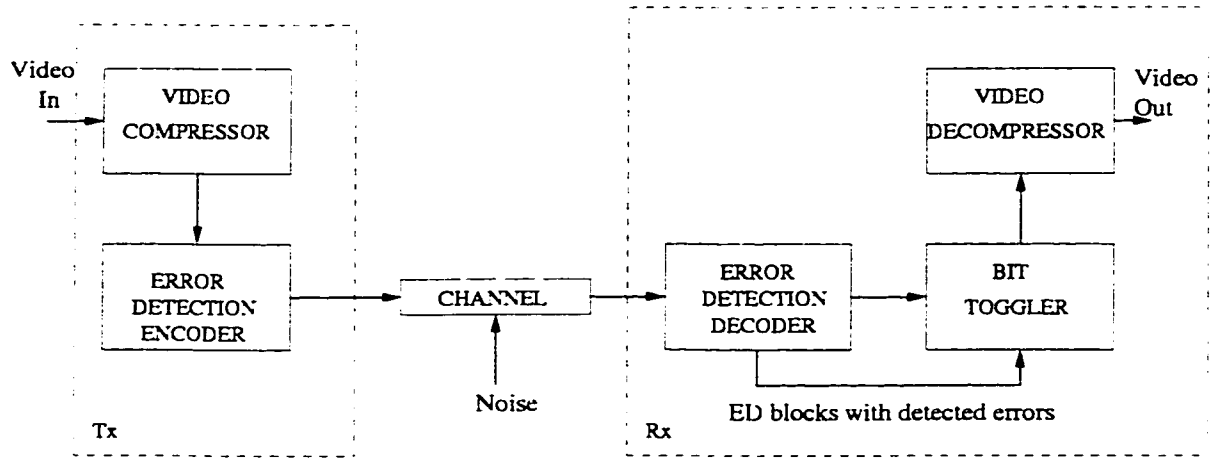 Video
In
VIDEO
COMPRESSOR
ERROR
DETECTION
ENCODER
Tx
CHANNEL
Noise
ERROR
DETECTION
DECODER
BIT
TOGGLER
VIDEO
DECOMPRESSOR
Video
Out
ED blocks with detected errors
Rx